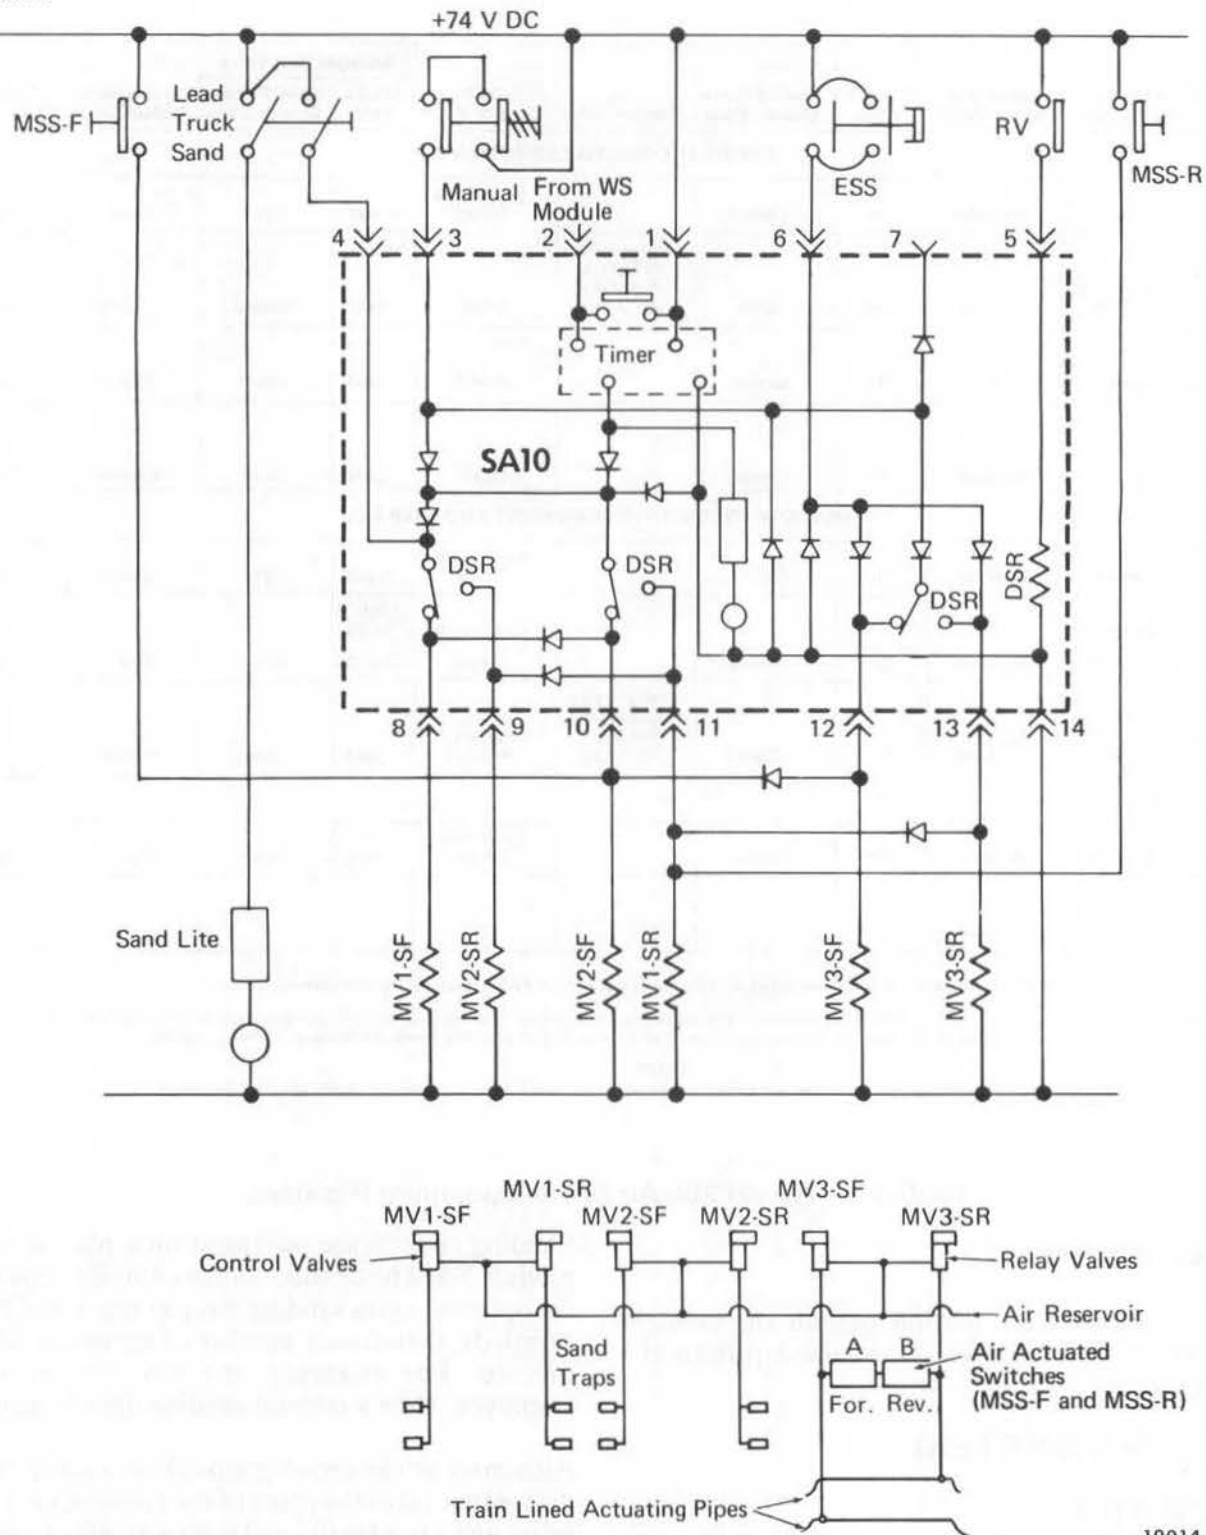 +74 V DC
MSS-F
Lead
Truck
Sand
Manual
From WS
Module
ESS
RV
MSS-R
4
3
2
1
6
7
5
Timer
SA10
DSR
DSR
DSR
DSR
8
9
10
11
12
13
14
Sand Lite
MV1-SF
MV2-SR
MV2-SF
MV1-SR
MV3-SF
MV3-SR
MV1-SR
MV3-SF
MV1-SF
MV2-SF
MV2-SR
MV3-SR
Control Valves
Relay Valves
Air Reservoir
Sand
Traps
A
B
For.
Rev.
Air Actuated
Switches
(MSS-F and MSS-R)
Train Lined Actuating Pipes